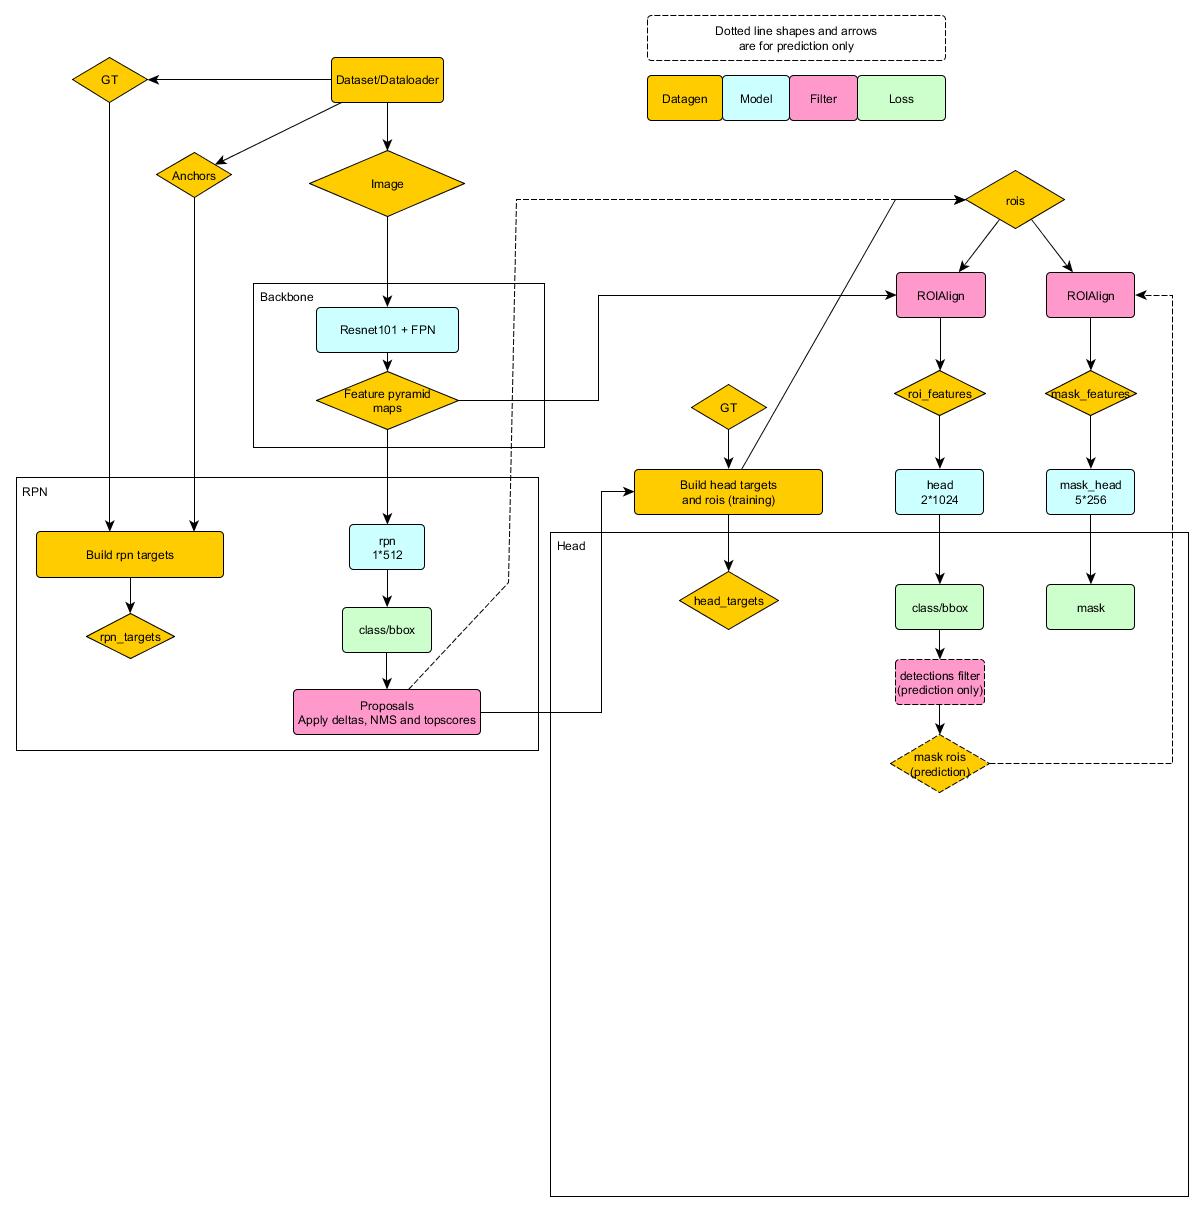 Dotted line shapes and arrows
are for prediction only
Datagen
Model
Filter
Loss
GT
Dataset/Dataloader
Anchors
Image
rois
Backbone
Resnet101 + FPN
Feature pyramid
maps
ROIAlign
ROIAlign
GT
roi_features
mask_features
RPN
Build head targets
and rois (training)
head
2*1024
mask_head
5*256
Build rpn targets
rpn
1*512
Head
rpn_targets
class/bbox
head_targets
class/bbox
mask
Proposals
Apply deltas, NMS and topscores
detections filter
(prediction only)
mask rois
(prediction)